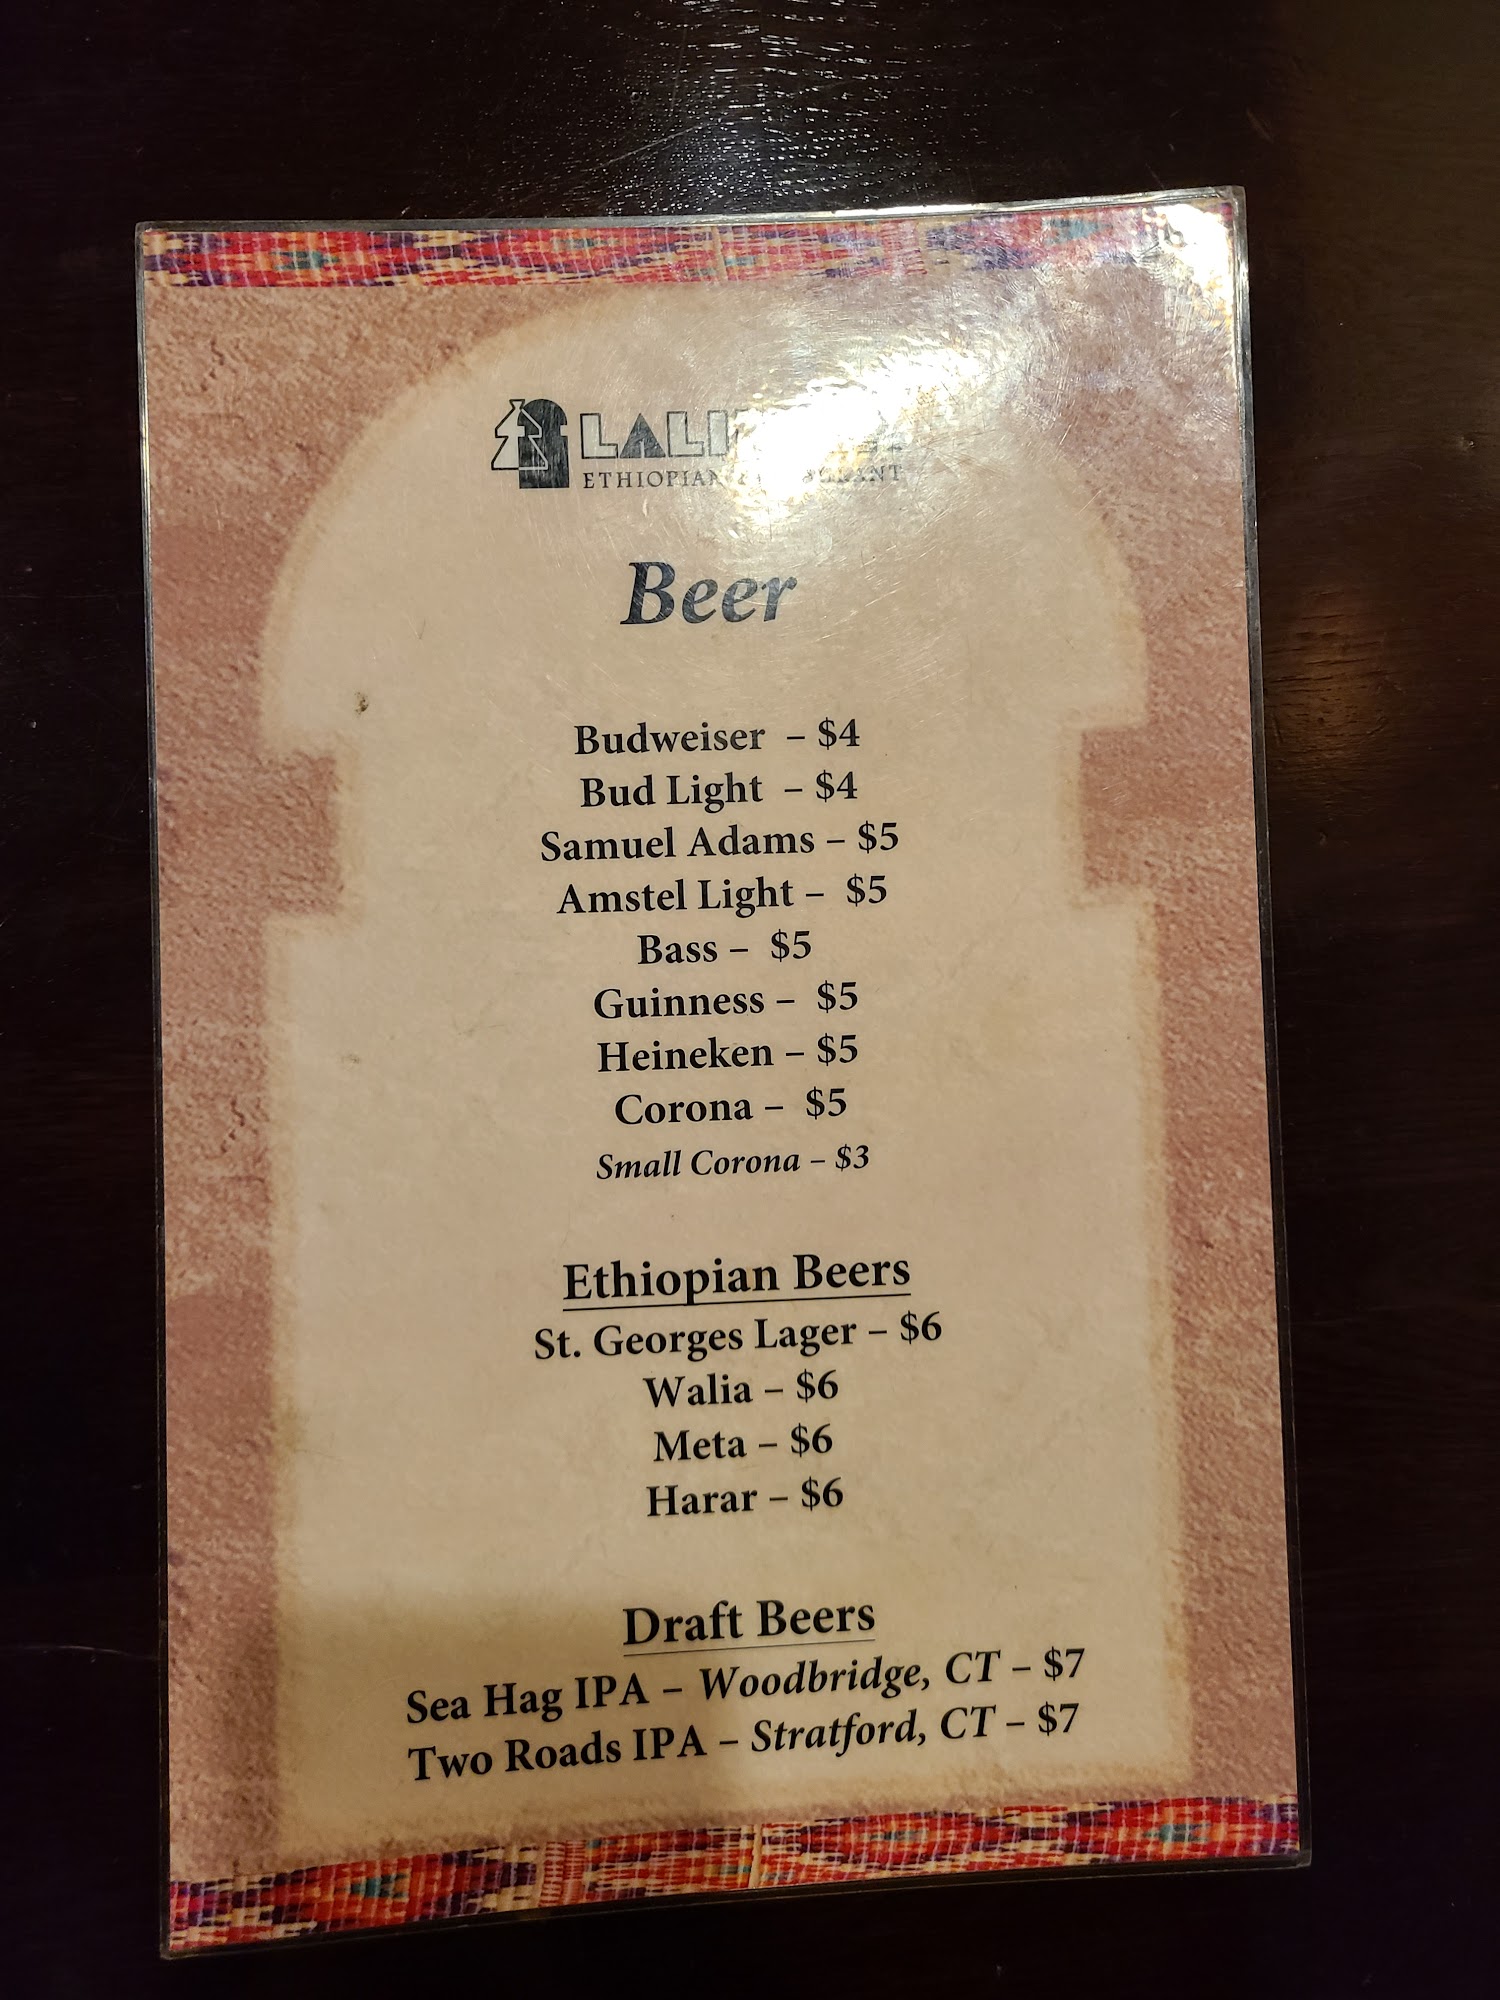 ETHIOPIAN
Beer
Budweiser – $4
Bud Light – $4
Samuel Adams – $5
Amstel Light – $5
Bass – $5
Guinness – $5
Heineken – $5
Corona – $5
Small Corona – $3
Ethiopian Beers
St. Georges Lager – $6
Walia – $6
Meta – $6
Harar – $6
Draft Beers
Sea Hag IPA – Woodbridge, CT – $7
Two Roads IPA – Stratford, CT – $7